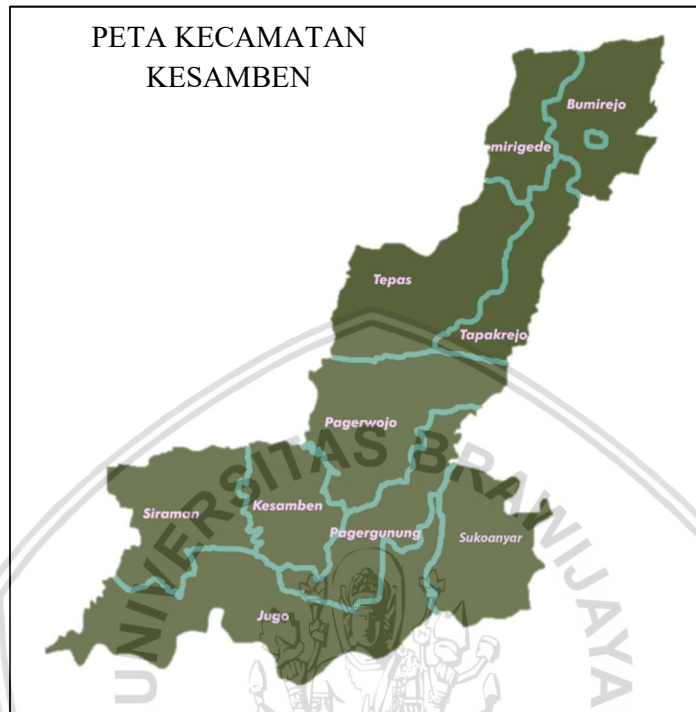 PETA KECAMATAN
KESAMBEN
Bumirejo
mirigede
Tepas
Tapakrejo
Pagerwojo
Siraman
Kesamben
Pagergunung
Sukoanyar
Jugo
UNIVERSITAS BRAWIJAYA